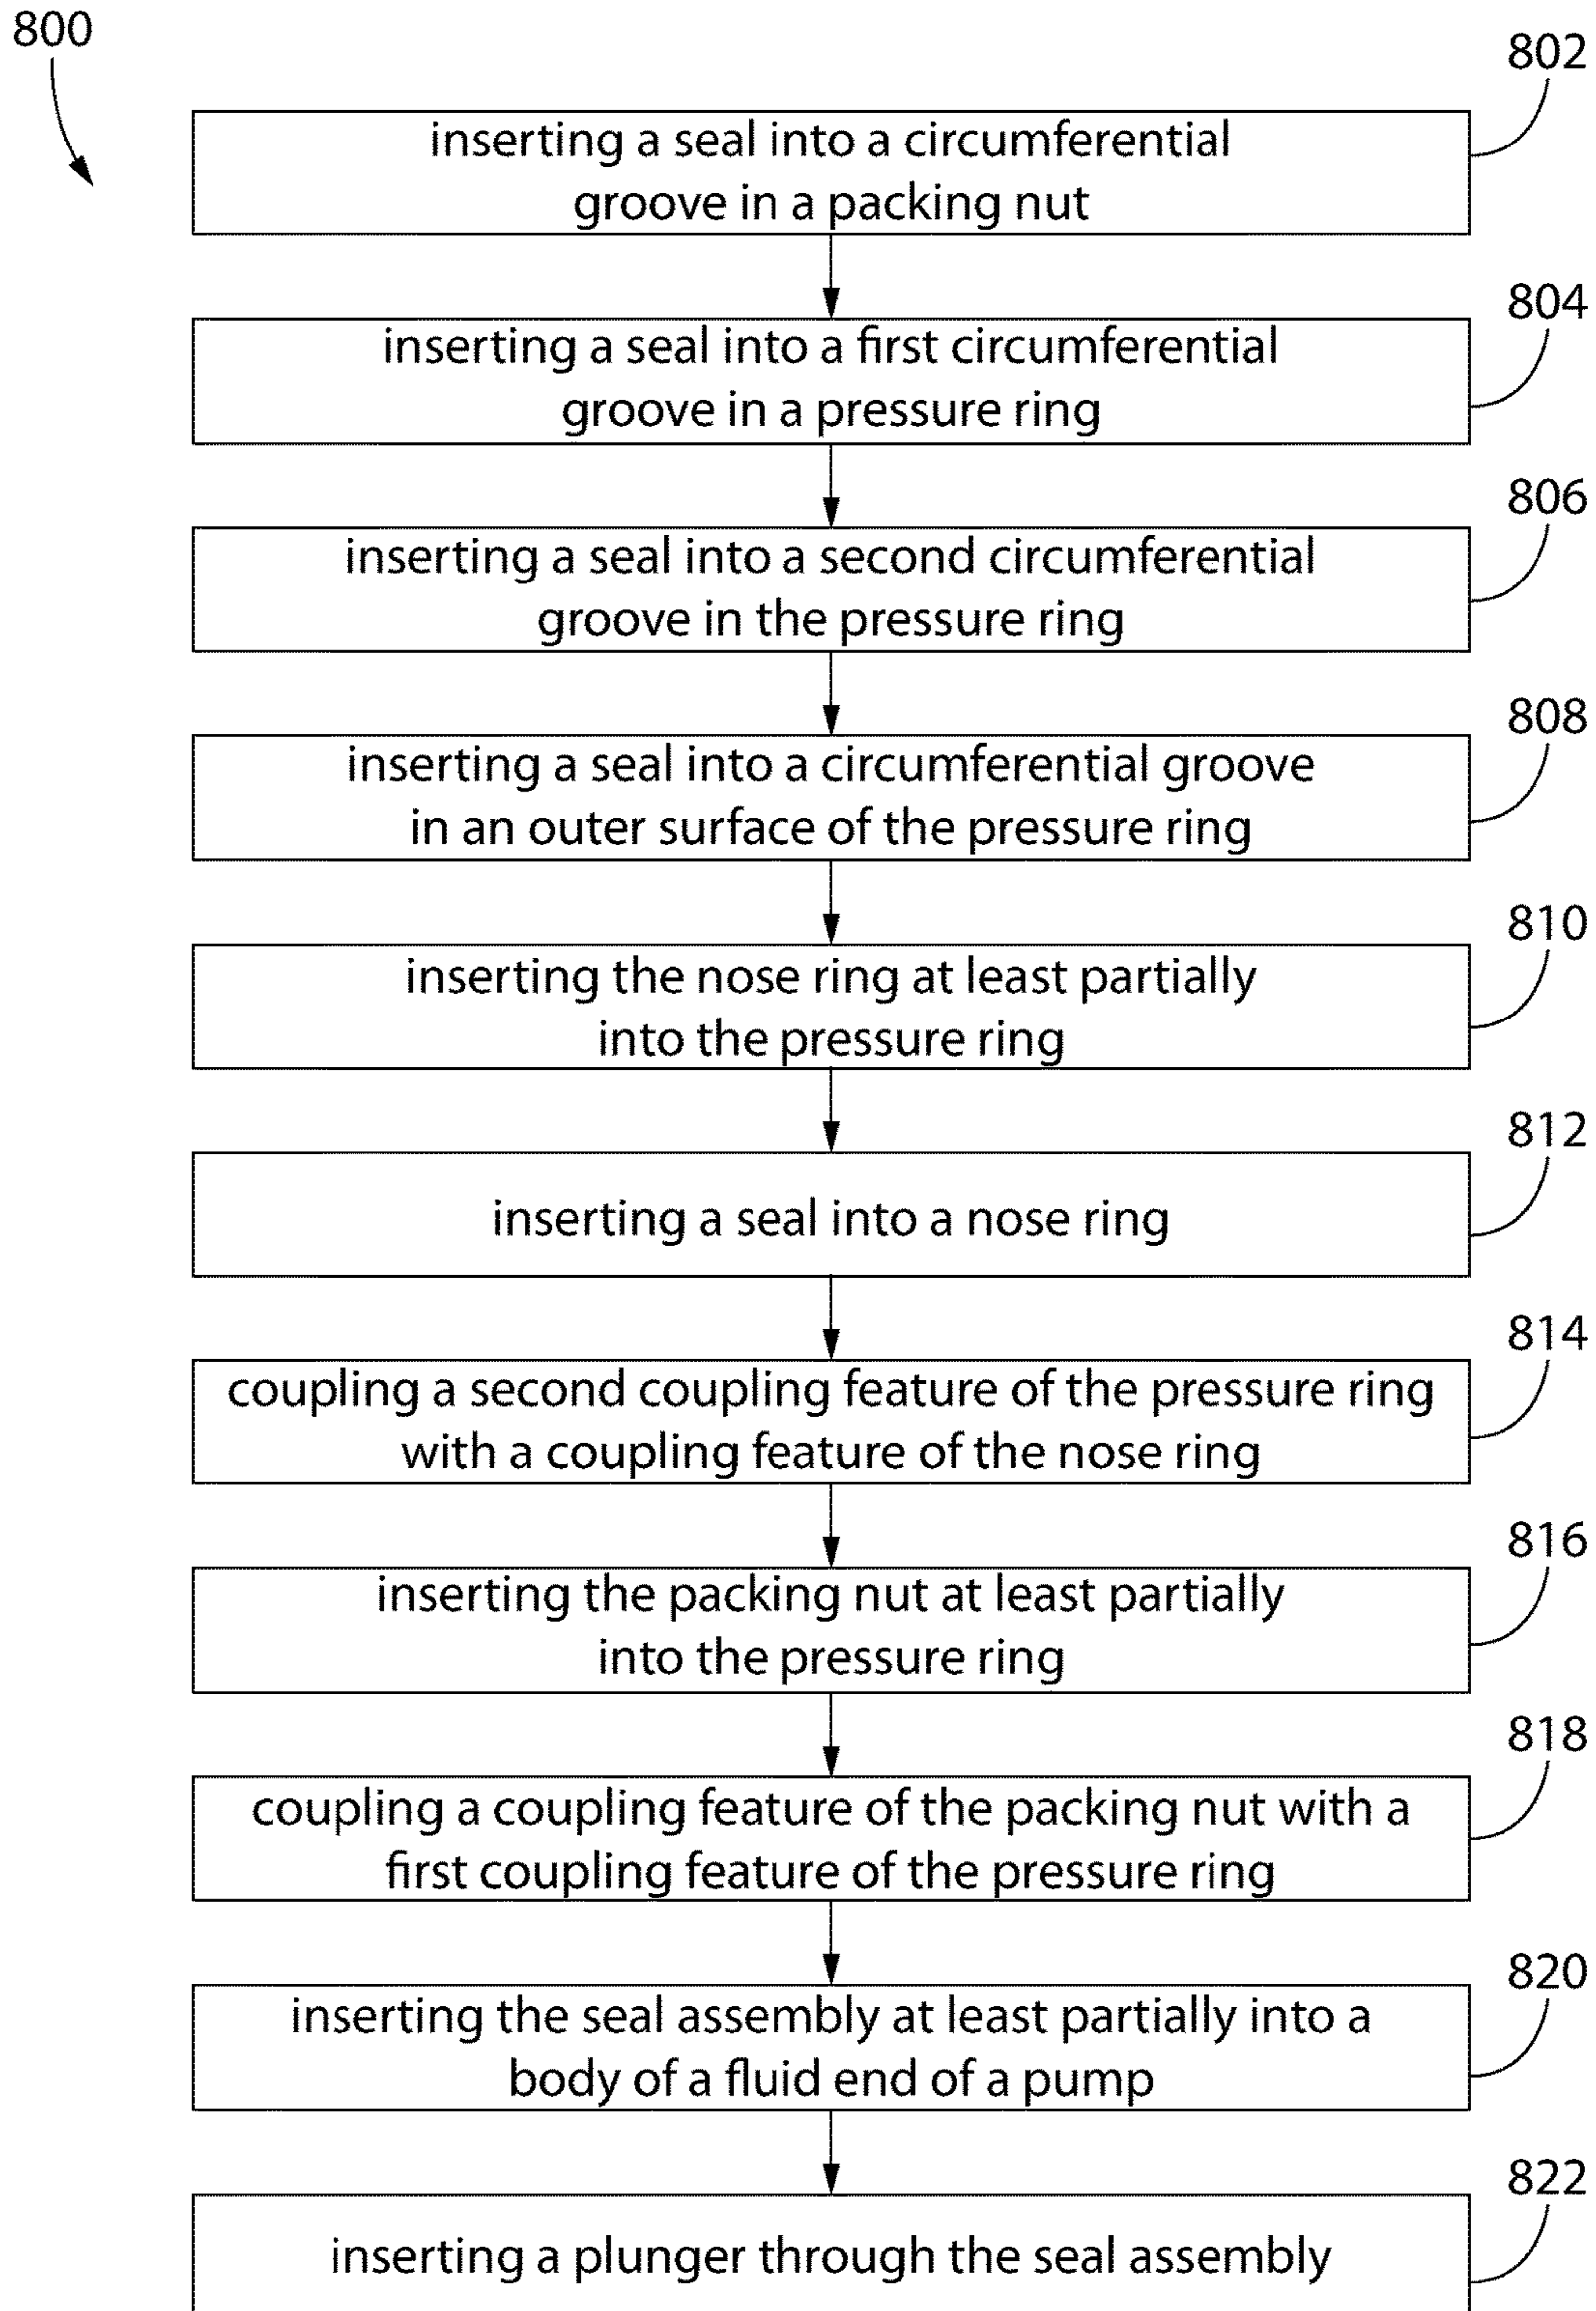 800
802
inserting a seal into a circumferential
groove in a packing nut
804
inserting a seal into a first circumferential
groove in a pressure ring
806
inserting a seal into a second circumferential
groove in the pressure ring
808
inserting a seal into a circumferential groove
in an outer surface of the pressure ring
810
inserting the nose ring at least partially
into the pressure ring
812
inserting a seal into a nose ring
814
coupling a second coupling feature of the pressure ring
with a coupling feature of the nose ring
816
inserting the packing nut at least partially
into the pressure ring
818
coupling a coupling feature of the packing nut with a
first coupling feature of the pressure ring
820
inserting the seal assembly at least partially into a
body of a fluid end of a pump
822
inserting a plunger through the seal assembly